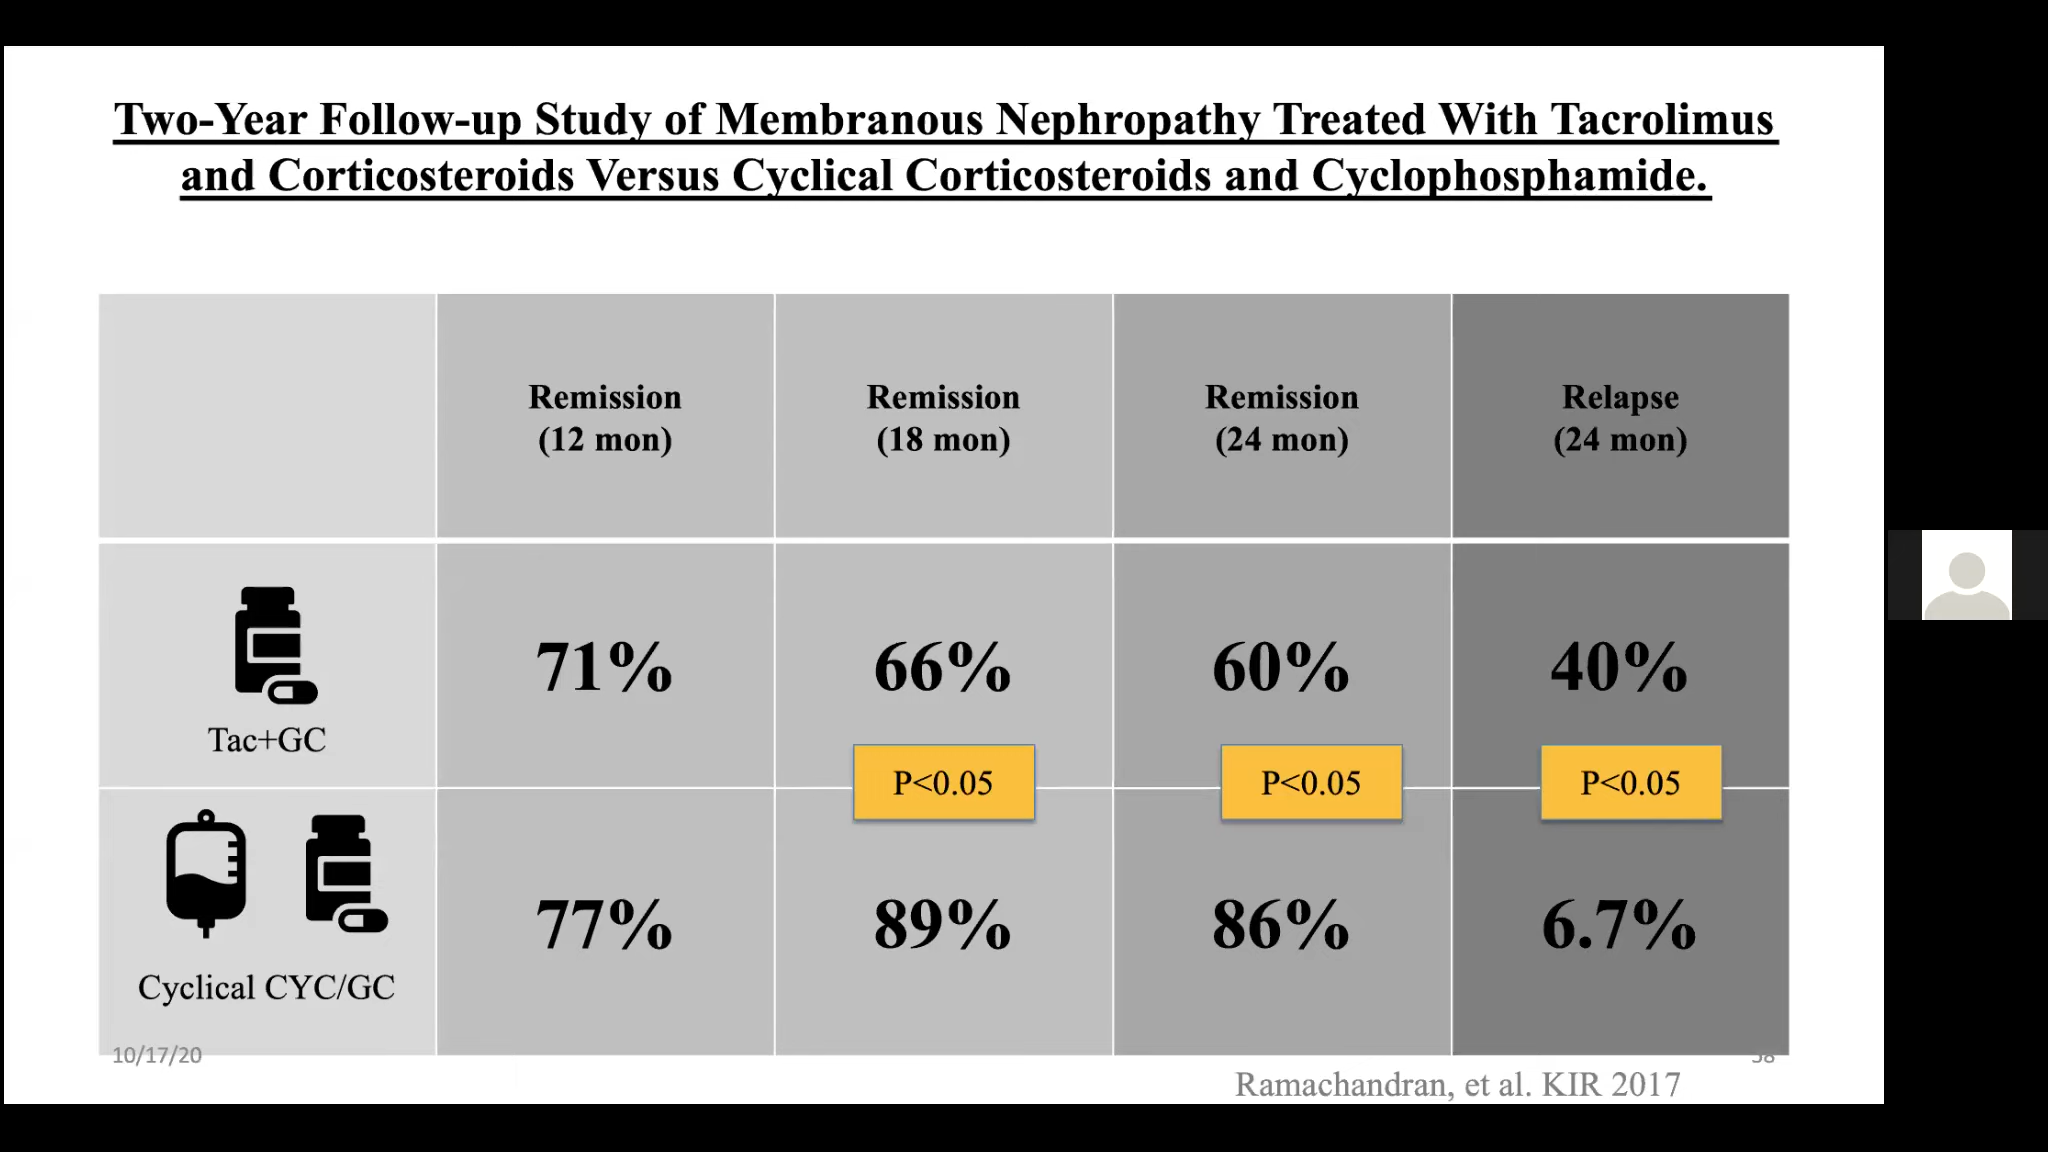 Two-Year Follow-up Study of Membranous Nephropathy Treated With Tacrolimus
and Corticosteroids Versus Cyclical Corticosteroids and Cyclophosphamide.
Remission
(12 mon)
Remission
(18 mon)
Remission
(24 mon)
Relapse
(24 mon)
Tac+GC
71%
66%
60%
40%
P<0.05
P<0.05
P<0.05
Cyclical CYC/GC
77%
89%
86%
6.7%
10/17/20
Ramachandran, et al. KIR 2017